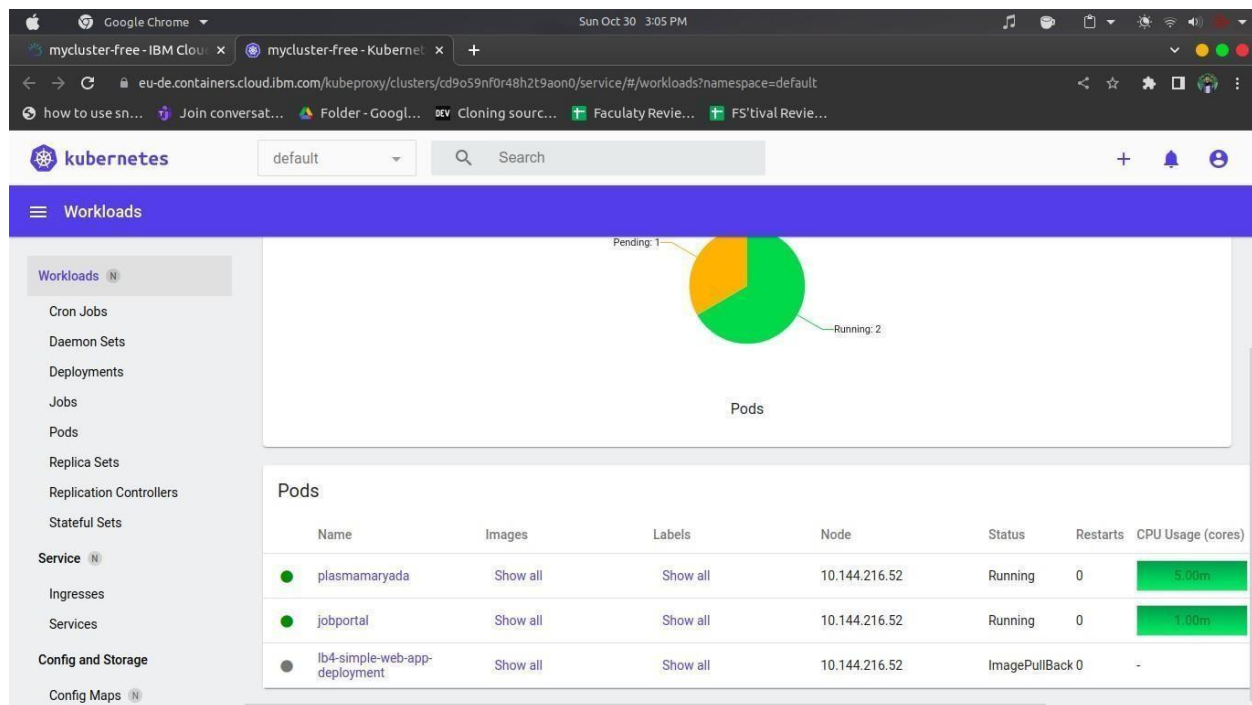 Google Chrome Sun Oct 30 3:05 PM
mycluster-free - IBM Clou mycluster-free - Kubernet
eu-de.containers.cloud.ibm.com/kubeproxy/clusters/cd9o59nf0r48h2t9aon0/service/#/workloads?namespace=default
how to use sn... Join conversat... Folder - Googl... DEV Cloning sourc... Faculaty Revie... FS'tival Revie...
kubernetes default Search
Workloads
Pending: 1
Running: 2
Pods
Workloads N
Cron Jobs
Daemon Sets
Deployments
Jobs
Pods
Replica Sets
Replication Controllers
Stateful Sets
Service N
Ingresses
Services
Config and Storage
Config Maps N
Pods
Name Images Labels Node Status Restarts CPU Usage (cores)
plasmamaryada Show all Show all 10.144.216.52 Running 0 5.00m
jobportal Show all Show all 10.144.216.52 Running 0 1.00m
lb4-simple-web-app-
deployment Show all Show all 10.144.216.52 ImagePullBack 0 -